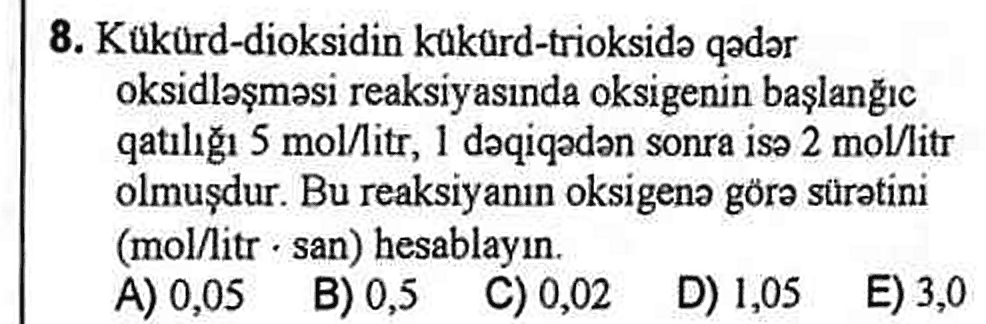 8. Kükürd-dioksidin kükürd-trioksidə qədər
oksidləşməsi reaksiyasında oksigenin başlanğıc
qatılığı 5 mol/litr, 1 dəqiqədən sonra isə 2 mol/litr
olmuşdur. Bu reaksiyanın oksigenə görə sürətini
(mol/litr · san) hesablayın.
A) 0,05 B) 0,5 C) 0,02 D) 1,05 E) 3,0